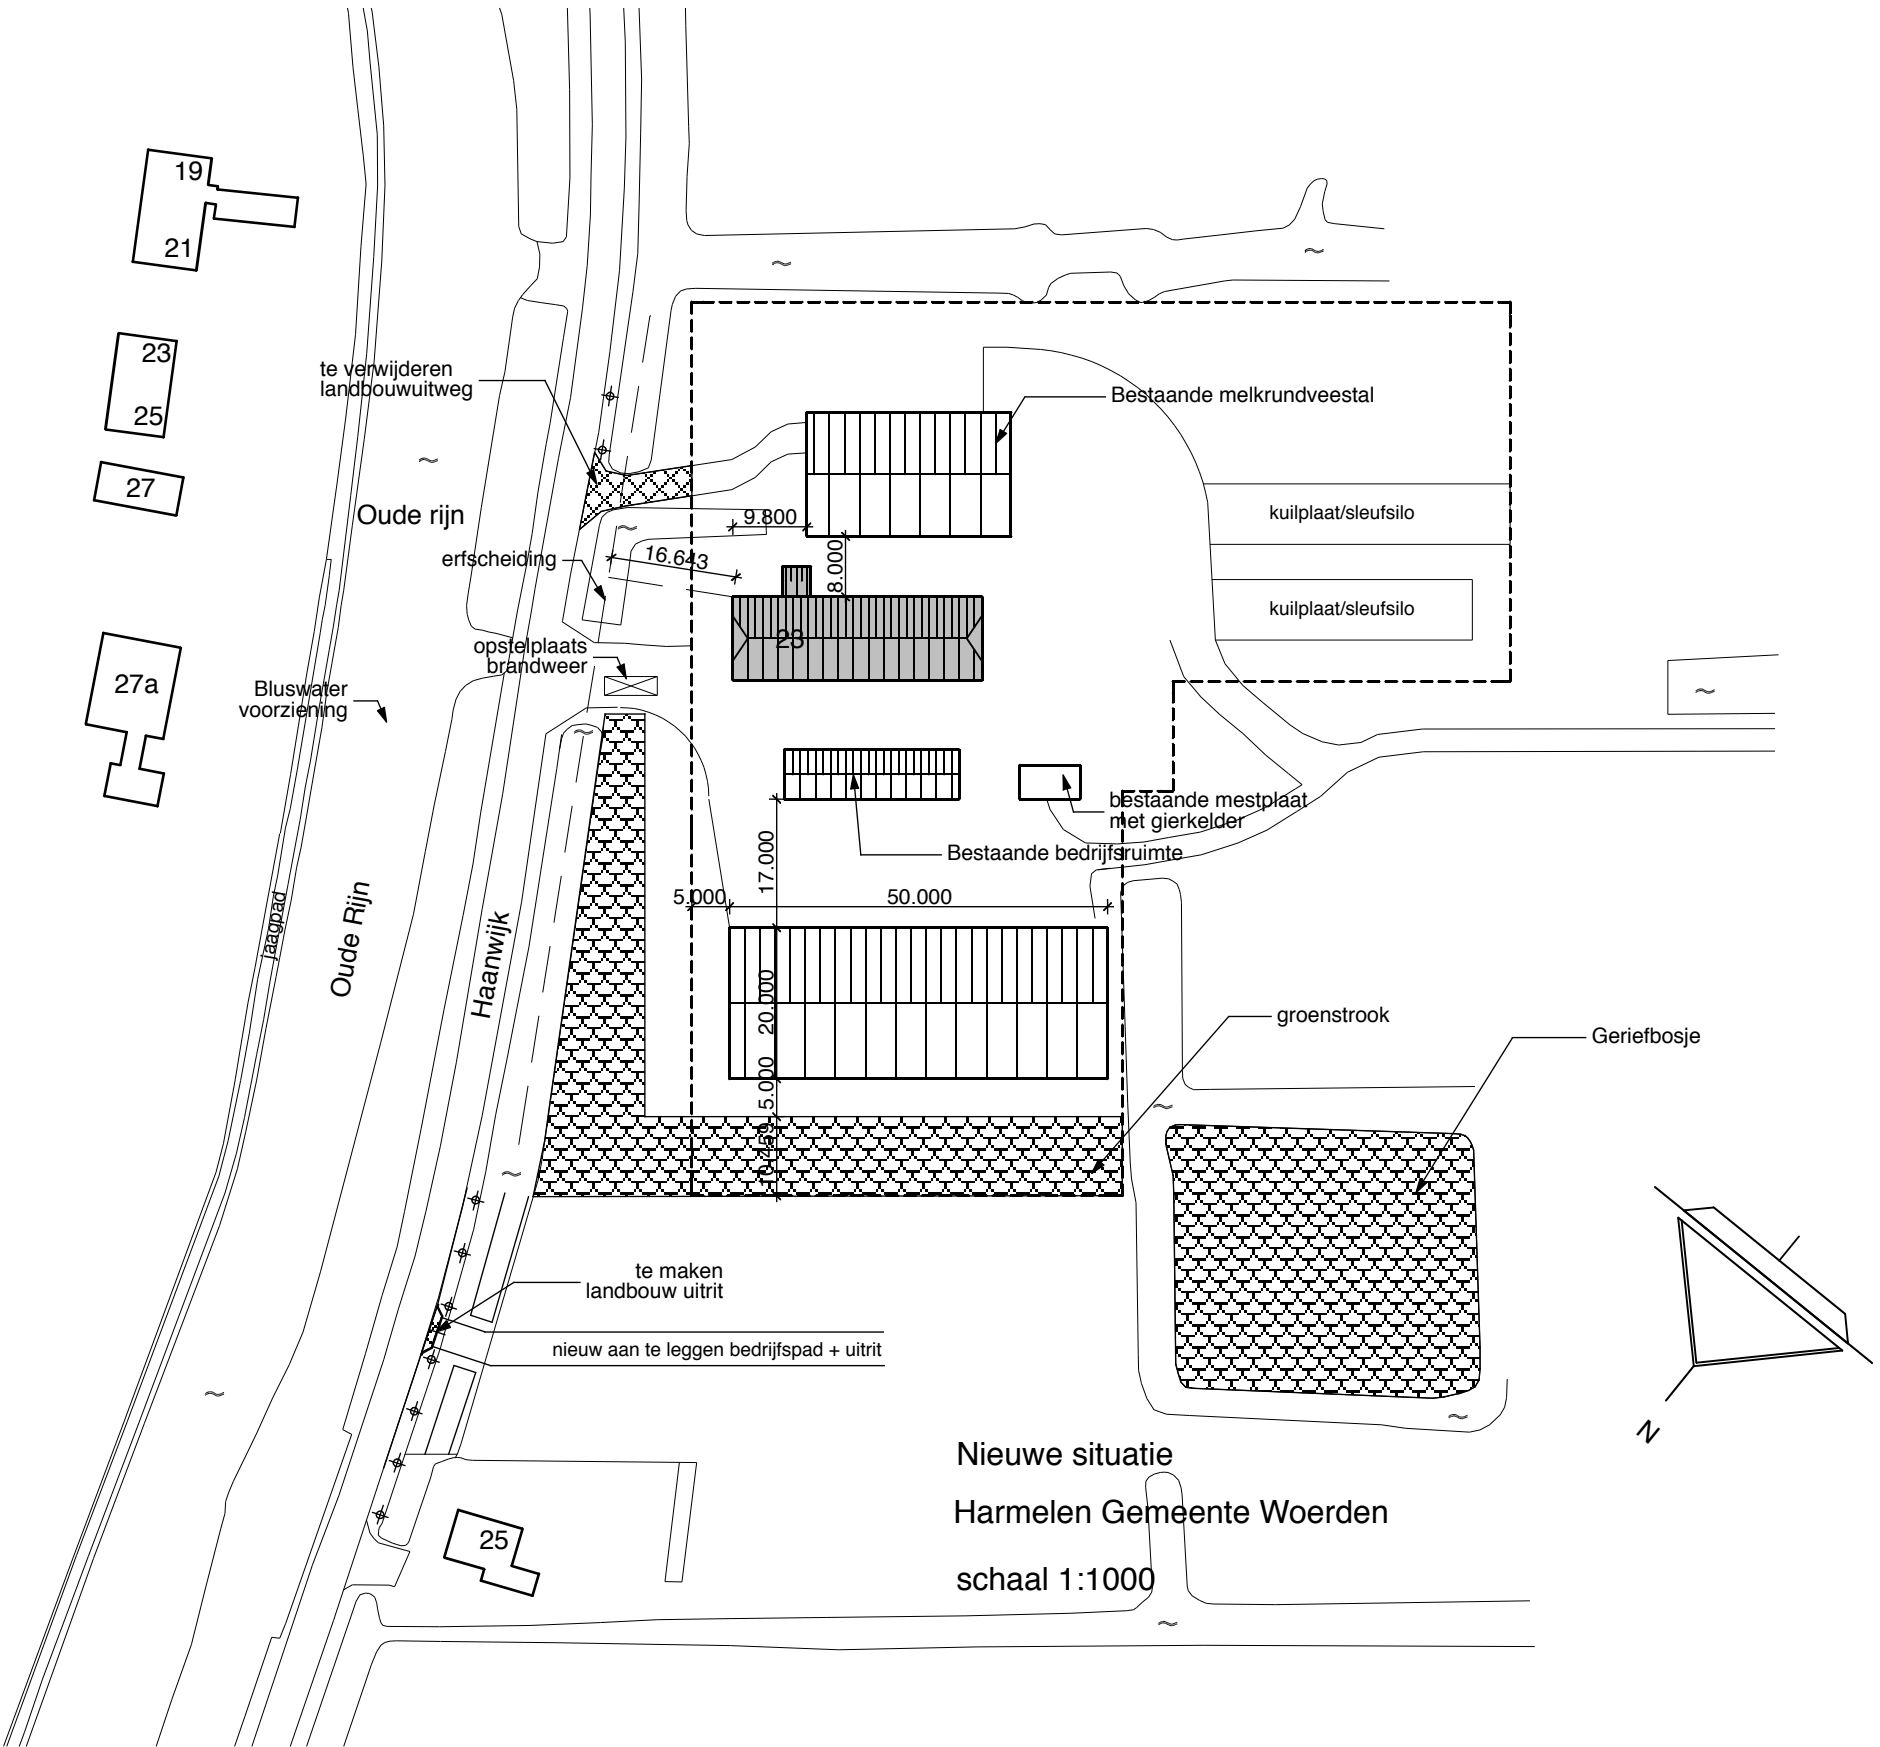 19
21
23
25
27
27a
te verwijderen
landbouwuitweg
Bestaande melkrundveestal
Oude rijn
9.800
kuilplaat/sleufsilo
erfscheiding
16.643
8.000
kuilplaat/sleufsilo
23
opstelplaats
brandweer
Bluswater
voorziening
bestaande mestplaat
met gierkelder
Bestaande bedrijfsruimte
17.000
5.000
50.000
jaagpad
Oude Rijn
Haanwijk
20.000
groenstrook
Geriefbosje
5.000
10.459
te maken
landbouw uitrit
nieuw aan te leggen bedrijfspad + uitrit
N
Nieuwe situatie
Harmelen Gemeente Woerden
25
schaal 1:1000